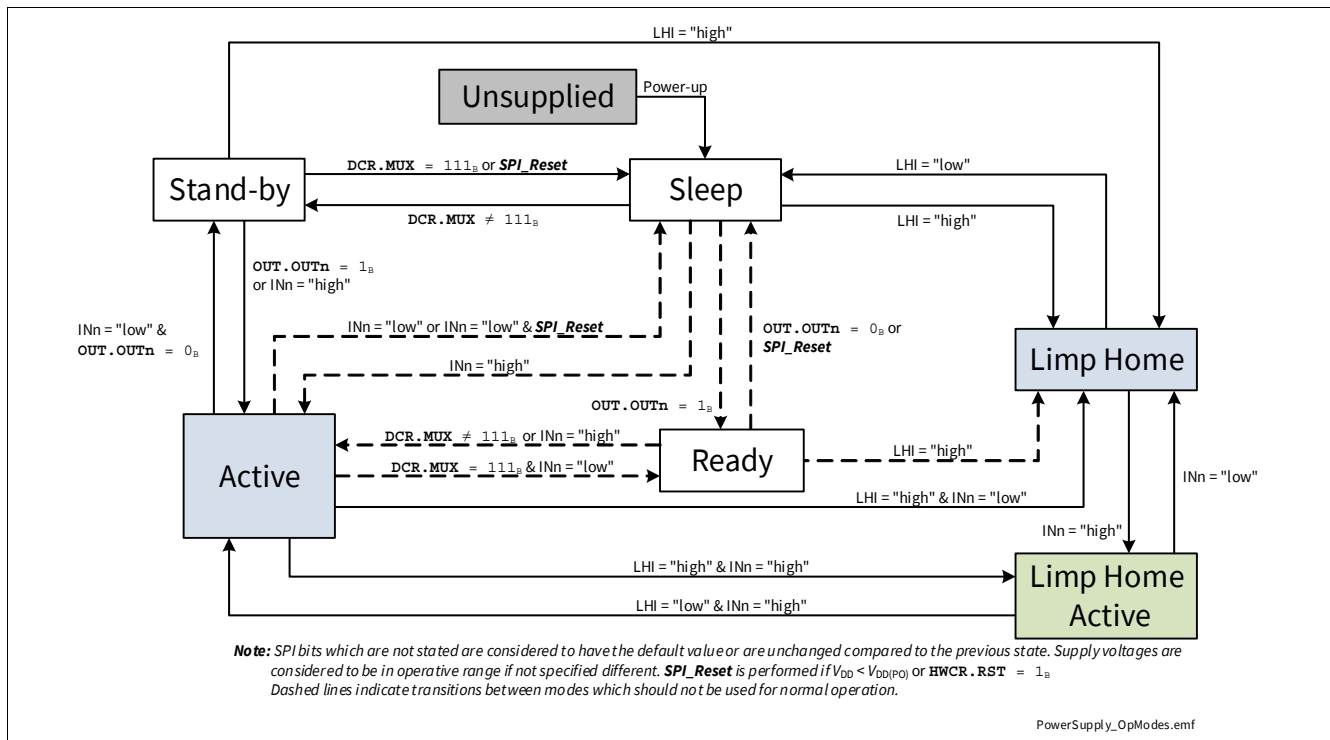 LHI = "high"
Unsupplied
Power-up
Stand-by
DCR.MUX = 111B or SPI_Reset
Sleep
LHI = "low"
DCR.MUX ≠ 111B
LHI = "high"
OUT.OUTn = 1B
or INn = "high"
INn = "low" &
OUT.OUTn = 0B
INn = "low" or INn = "low" & SPI_Reset
OUT.OUTn = 0B or
SPI_Reset
INn = "high"
Limp Home
OUT.OUTn = 1B
Active
DCR.MUX ≠ 111B or INn = "high"
DCR.MUX = 111B & INn = "low"
Ready
LHI = "high"
INn = "low"
LHI = "high" & INn = "low"
INn = "high"
LHI = "high" & INn = "high"
Limp Home
Active
LHI = "low" & INn = "high"
Note: SPI bits which are not stated are considered to have the default value or are unchanged compared to the previous state. Supply voltages are
considered to be in operative range if not specified different. SPI_Reset is performed if VDD < VDD(PO) or HWCR.RST = 1B
Dashed lines indicate transitions between modes which should not be used for normal operation.
PowerSupply_OpModes.emf